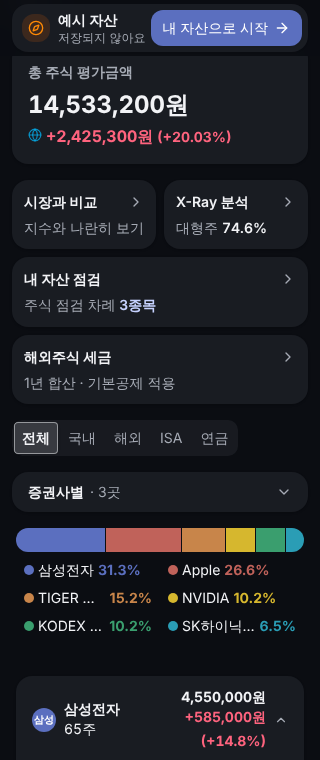 예시 자산
저장되지 않아요
내 자산으로 시작
총 주식 평가금액
14,533,200원
+2,425,300원 (+20.03%)
시장과 비교
지수와 나란히 보기
X-Ray 분석
대형주 74.6%
내 자산 점검
주식 점검 차례 3종목
해외주식 세금
1년 합산 · 기본공제 적용
전체 국내 해외 ISA 연금
증권사별 · 3곳
삼성전자 31.3% Apple 26.6%
TIGER ... 15.2% NVIDIA 10.2%
KODEX ... 10.2% SK하이닉... 6.5%
삼성
삼성전자
65주
4,550,000원
+585,000원
(+14.8%)